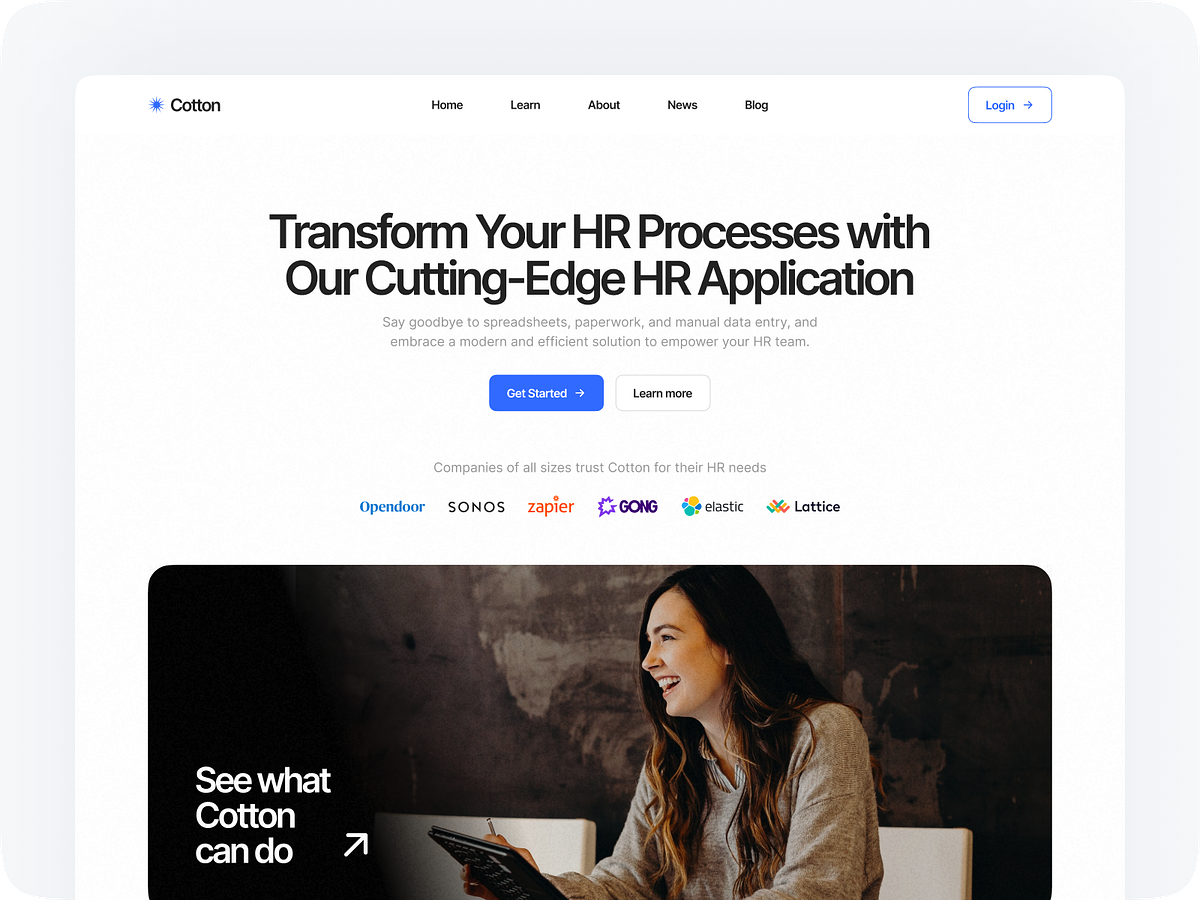 Cotton
Home
Learn
About
News
Blog
Login
Transform Your HR Processes with
Our Cutting-Edge HR Application
Say goodbye to spreadsheets, paperwork, and manual data entry, and
embrace a modern and efficient solution to empower your HR team.
Get Started
Learn more
Companies of all sizes trust Cotton for their HR needs
Opendoor
SONOS
zapier
GONG
elastic
Lattice
See what
Cotton
can do